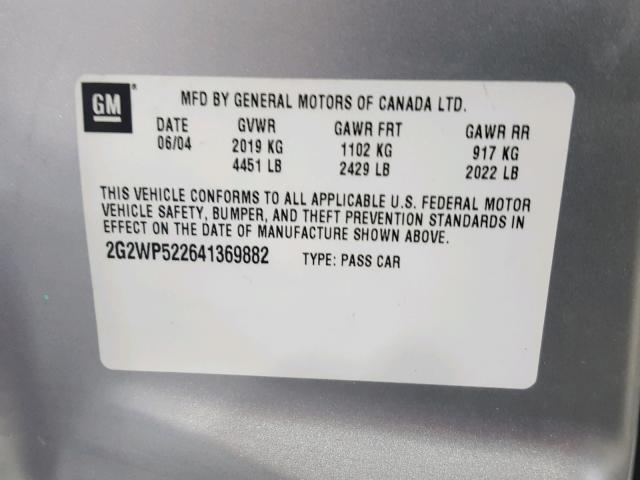 GM®
MFD BY GENERAL MOTORS OF CANADA LTD.
DATE GVWR GAWR FRT GAWR RR
06/04 2019 KG 1102 KG 917 KG
4451 LB 2429 LB 2022 LB
THIS VEHICLE CONFORMS TO ALL APPLICABLE U.S. FEDERAL MOTOR
VEHICLE SAFETY, BUMPER, AND THEFT PREVENTION STANDARDS IN
EFFECT ON THE DATE OF MANUFACTURE SHOWN ABOVE.
2G2WP522641369882 TYPE: PASS CAR